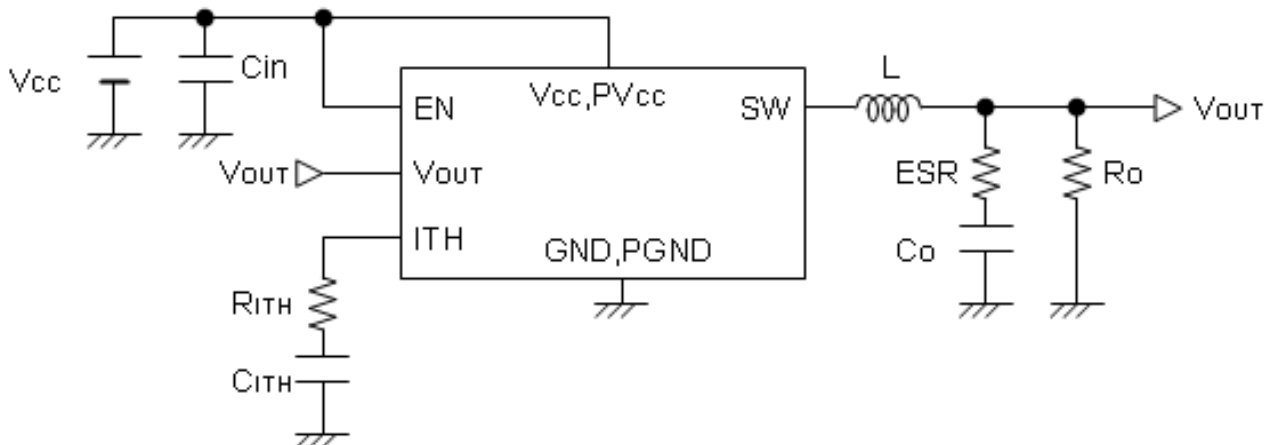 Vcc
Cin
Vcc,PVcc
EN
SW
L
VOUT
VOUT
VOUT
ESR
Ro
ITH
GND,PGND
Co
RITH
CITH